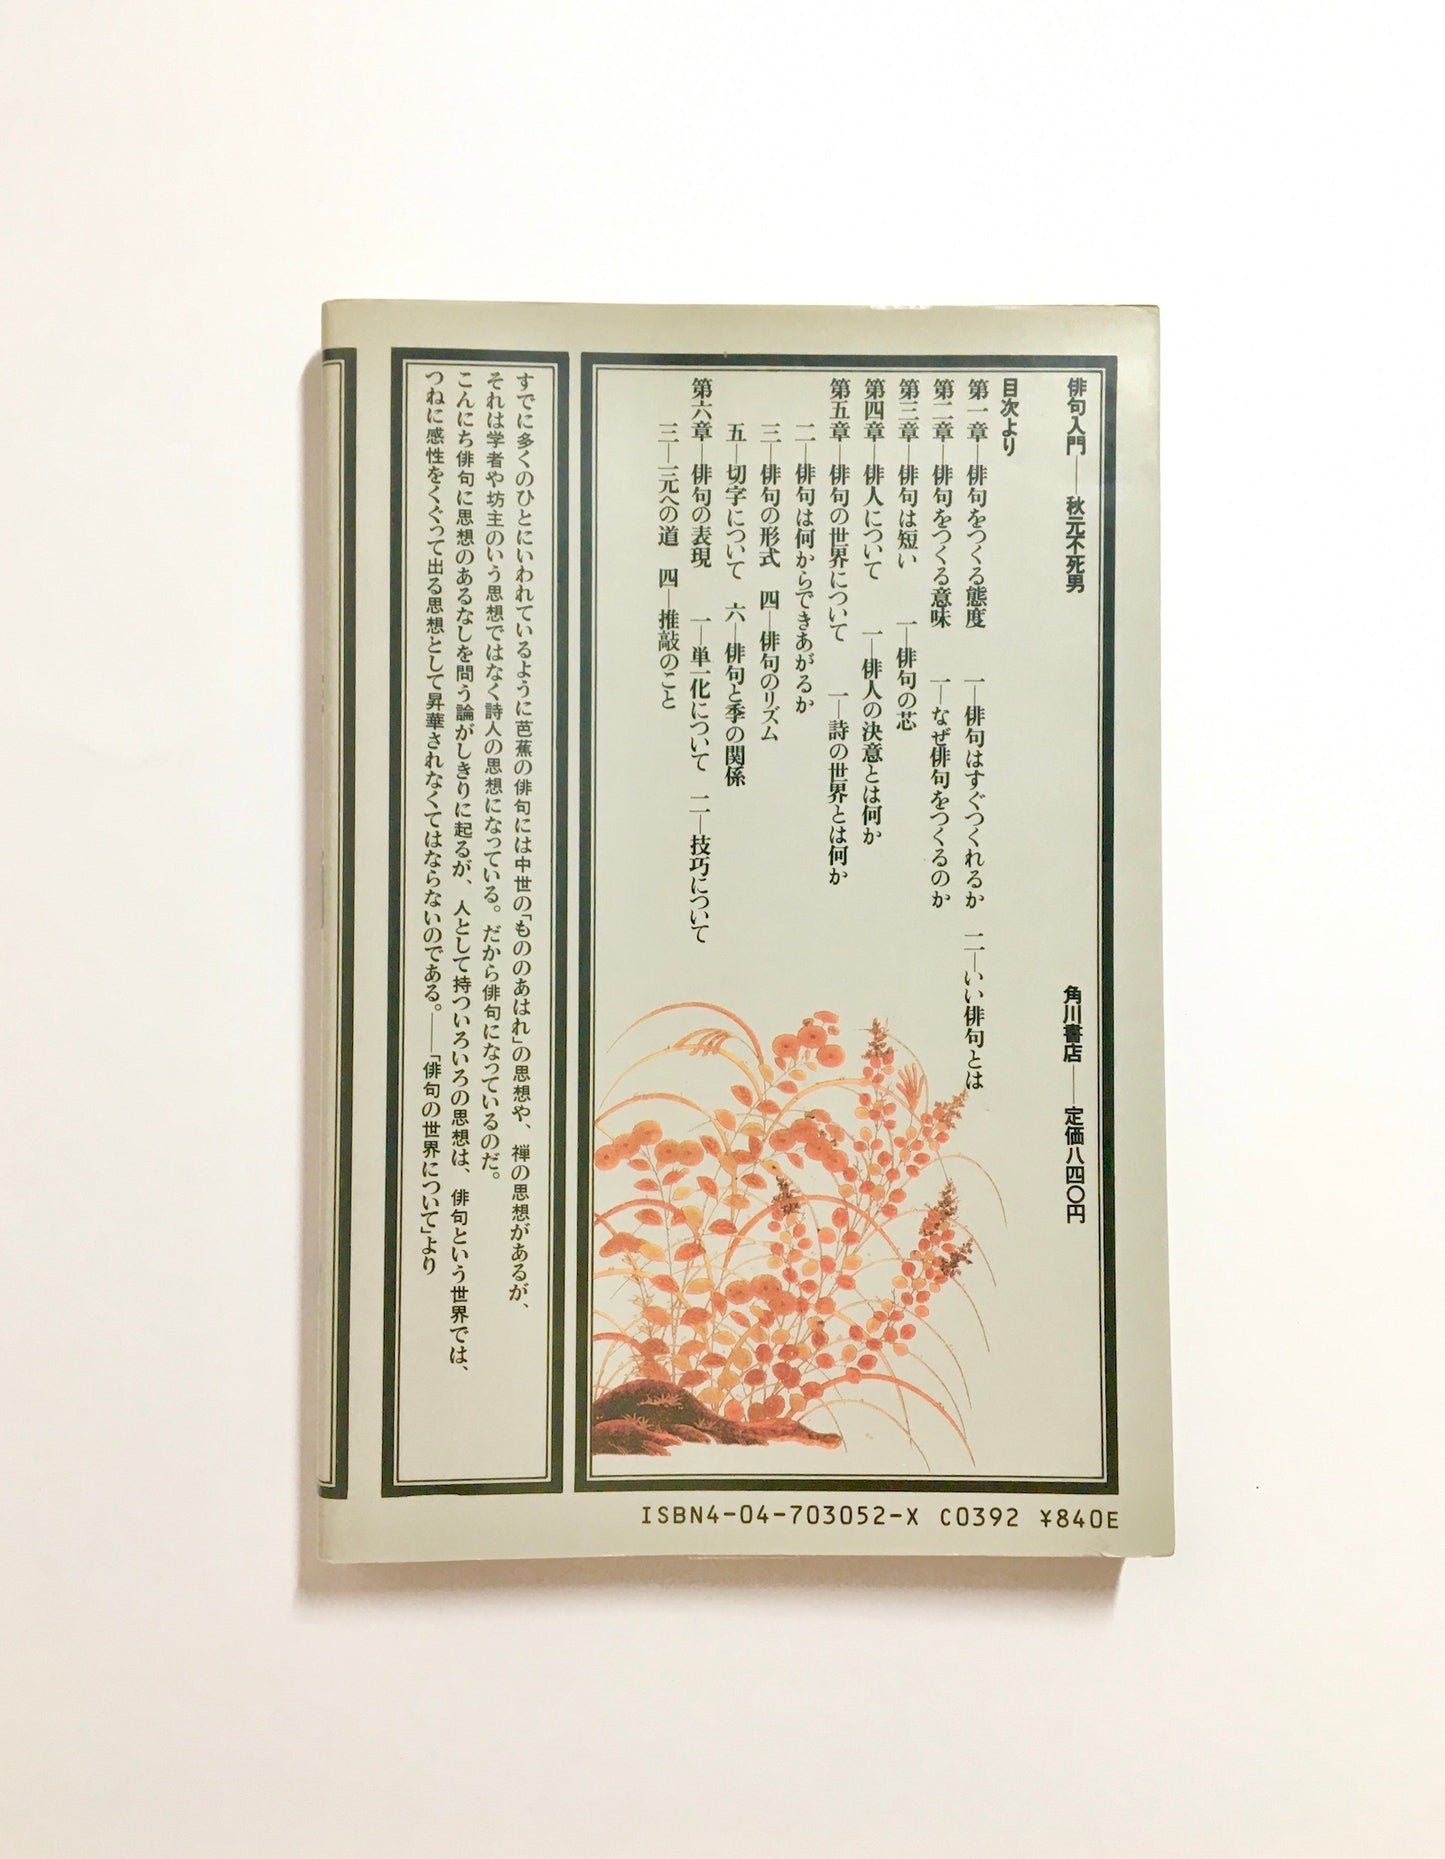 俳句入門――秋元不死男
角川書店――定価八四〇円
目次より
第一章―俳句をつくる態度　一―俳句はすぐつくれるか　二―いい俳句とは
第二章―俳句をつくる意味　一―なぜ俳句をつくるのか
第三章―俳句は短い　一―俳句の芯
第四章―俳人について　一―俳人の決意とは何か
第五章―俳句の世界について　一―詩の世界とは何か
二―俳句は何からできあがるか
三―俳句の形式　四―俳句のリズム
五―切字について　六―俳句と季の関係
第六章―俳句の表現　一―単一化について　二―技巧について
三―三元への道　四―推敲のこと
すでに多くのひとにいわれているように芭蕉の俳句には中世の「もののあはれ」の思想や、禅の思想があるが、
それは学者や坊主のいう思想ではなく詩人の思想になっている。だから俳句になっているのだ。
こんにち俳句に思想のあるなしを問う論がしきりに起るが、人として持ついろいろの思想は、俳句という世界では、
つねに感性をくぐって出る思想として昇華されなくてはならないのである。――「俳句の世界について」より
ISBN4-04-703052-X C0392 ¥840E